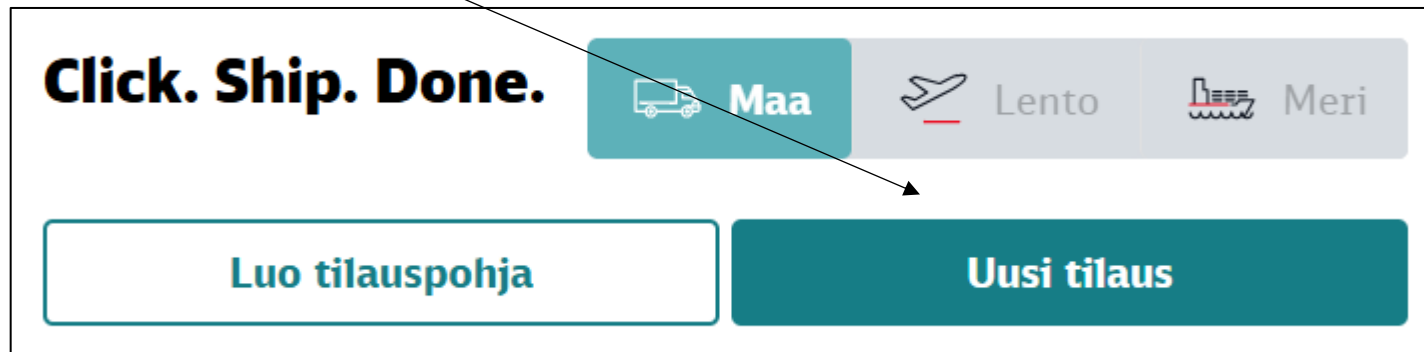 Click. Ship. Done.
Maa
Lento
Meri
Luo tilauspohja
Uusi tilaus